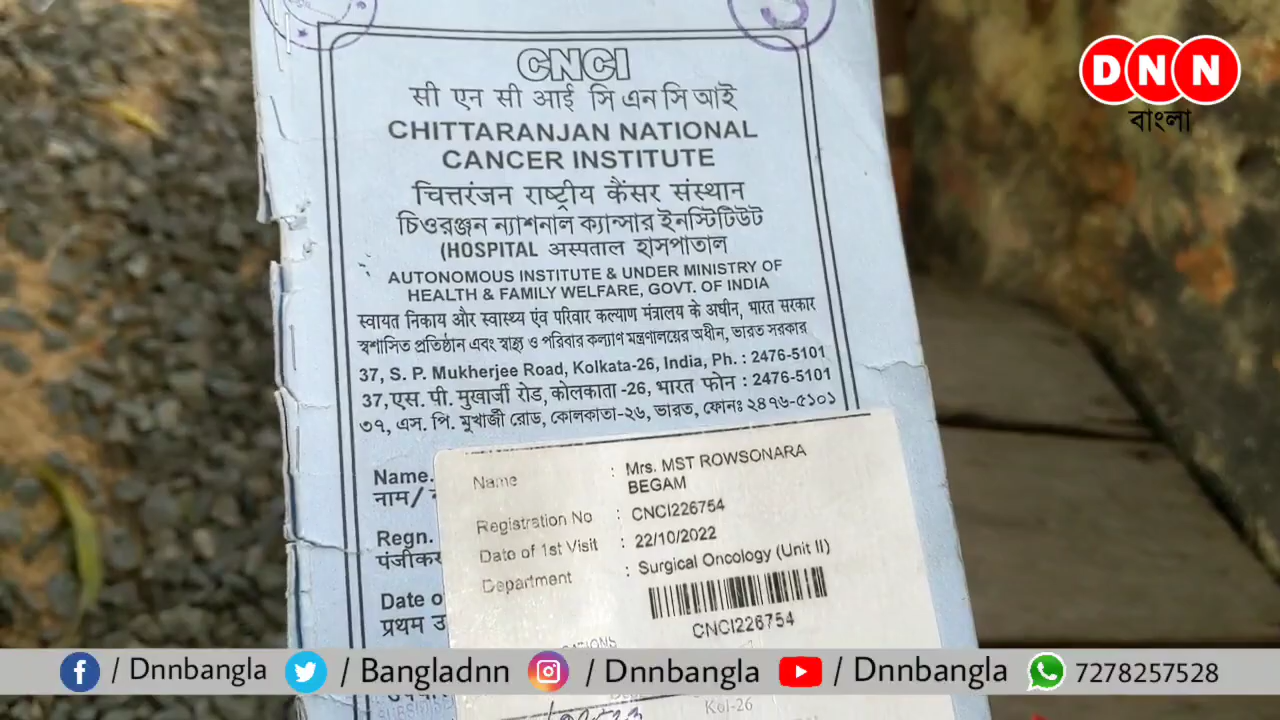 CNCI
सी एन सी आई সি এন সি আই
CHITTARANJAN NATIONAL
CANCER INSTITUTE
चित्तरंजन राष्ट्रीय कैंसर संस्थान
চিত্তরঞ্জন ন্যাশনাল ক্যান্সার ইনস্টিটিউট
(HOSPITAL अस्पताल হাসপাতাল
AUTONOMOUS INSTITUTE & UNDER MINISTRY OF
HEALTH & FAMILY WELFARE, GOVT. OF INDIA
स्वायत निकाय और स्वास्थ्य एंव परिवार कल्याण मंत्रालय के अधीन, भारत सरकार
স্বশাসিত প্রতিষ্ঠান এবং স্বাস্থ্য ও পরিবার কল্যাণ মন্ত্রণালয়ের অধীন, ভারত সরকার
37, S. P. Mukherjee Road, Kolkata-26, India, Ph. : 2476-5101
37, एस. पी. मुखार्जी रोड, कोलकाता -26, भारत फोन : 2476-5101
৩৭, এস. পি. মুখার্জী রোড, কোলকাতা-২৬, ভারত, ফোনঃ ২৪৭৬-৫১০১
Name.
नाम/
Regn.
पंजीकर
Date o
प्रथम उ
Name : Mrs. MST ROWSONARA
BEGAM
Registration No : CNCI226754
Date of 1st Visit : 22/10/2022
Department : Surgical Oncology (Unit II)
CNCI226754
Kol-26
DNN
বাংলা
/ Dnnbangla / Bangladnn / Dnnbangla / Dnnbangla 7278257528